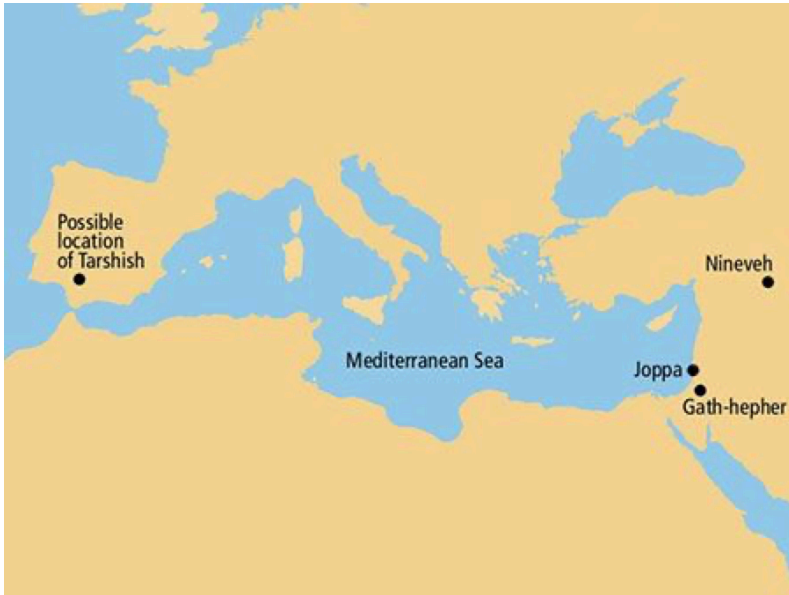 Possible
location
of Tarshish
Nineveh
Mediterranean Sea
Joppa
Gath-hepher